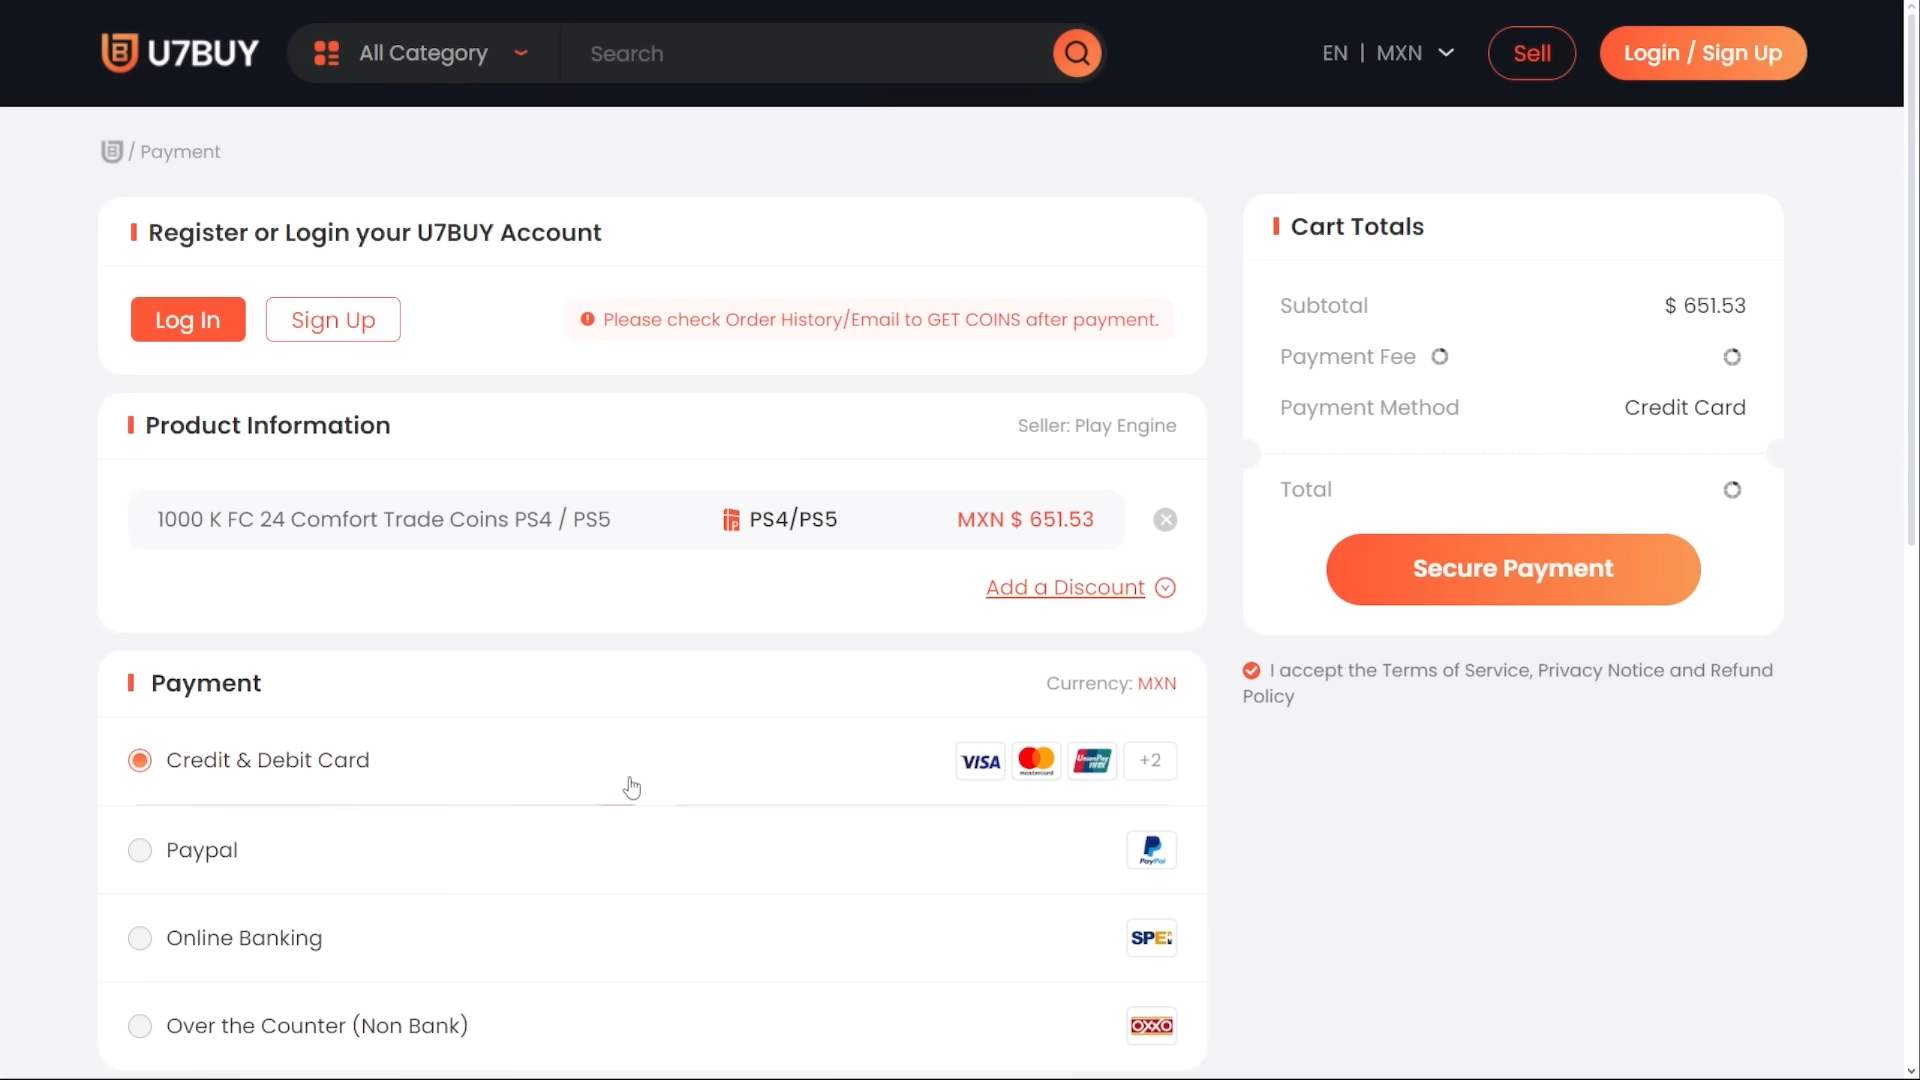 U7BUY
All Category
Search
EN | MXN
Sell
Login / Sign Up
/ Payment
Register or Login your U7BUY Account
Log In
Sign Up
Please check Order History/Email to GET COINS after payment.
Product Information
Seller: Play Engine
1000 K FC 24 Comfort Trade Coins PS4 / PS5
PS4/PS5
MXN $ 651.53
Add a Discount
Payment
Currency: MXN
Credit & Debit Card
VISA
mastercard
UnionPay
+2
Paypal
PayPal
Online Banking
SPEI
Over the Counter (Non Bank)
OXXO
Cart Totals
Subtotal
$ 651.53
Payment Fee
Payment Method
Credit Card
Total
Secure Payment
I accept the Terms of Service, Privacy Notice and Refund
Policy